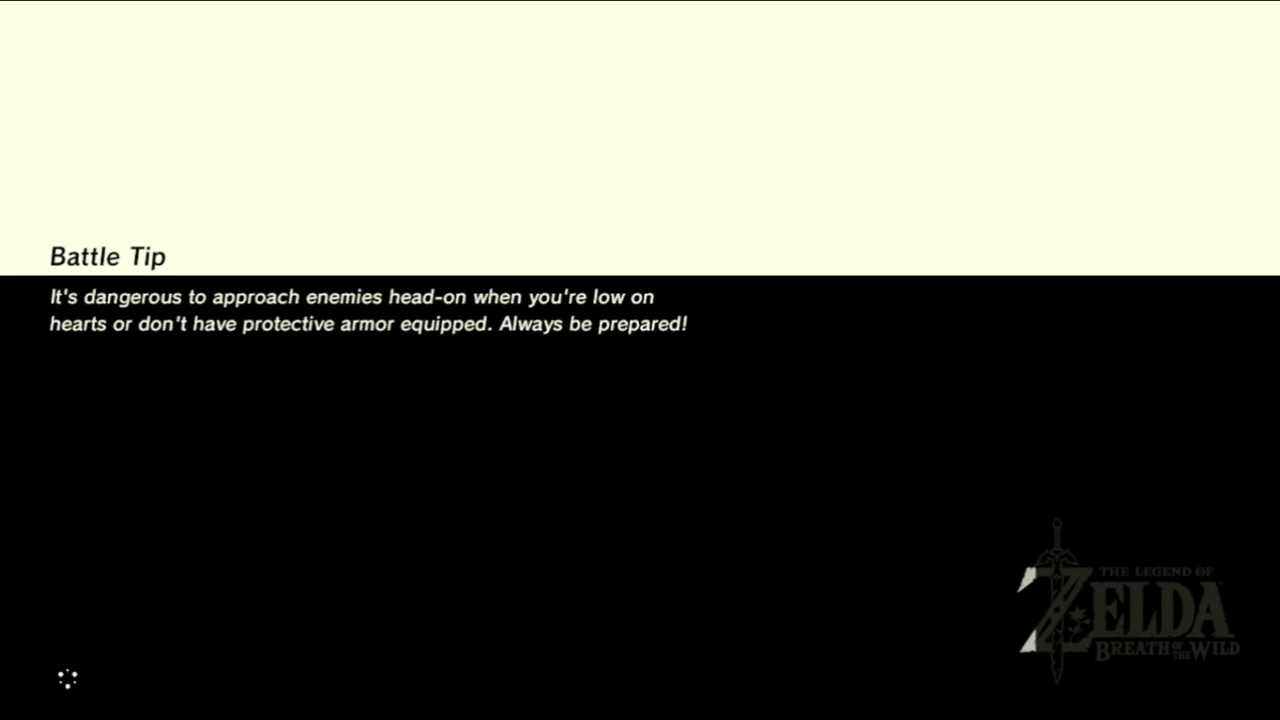 Battle Tip
It's dangerous to approach enemies head-on when you're low on
hearts or don't have protective armor equipped. Always be prepared!
THE LEGEND OF
ZELDA
BREATH OF THE WILD